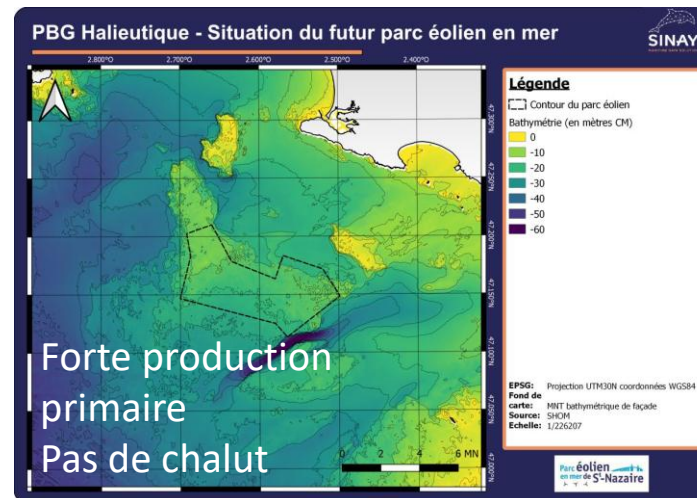 PBG Halieutique - Situation du futur parc éolien en mer
SINAY
2.800°O 2.700°O 2.600°O 2.500°O 2.400°O
47.300°N
47.250°N
47.200°N
47.150°N
47.100°N
47.050°N
47.000°N
Légende
Contour du parc éolien
Bathymétrie (en mètres CM)
0
-10
-20
-30
-40
-50
-60
Forte production
primaire
Pas de chalut
0 2 4 6 MN
EPSG: Projection UTM30N coordonnées WGS84
Fond de
carte: MNT bathymétrique de façade
Source: SHOM
Echelle: 1/226207
Parc éolien
en mer de St-Nazaire